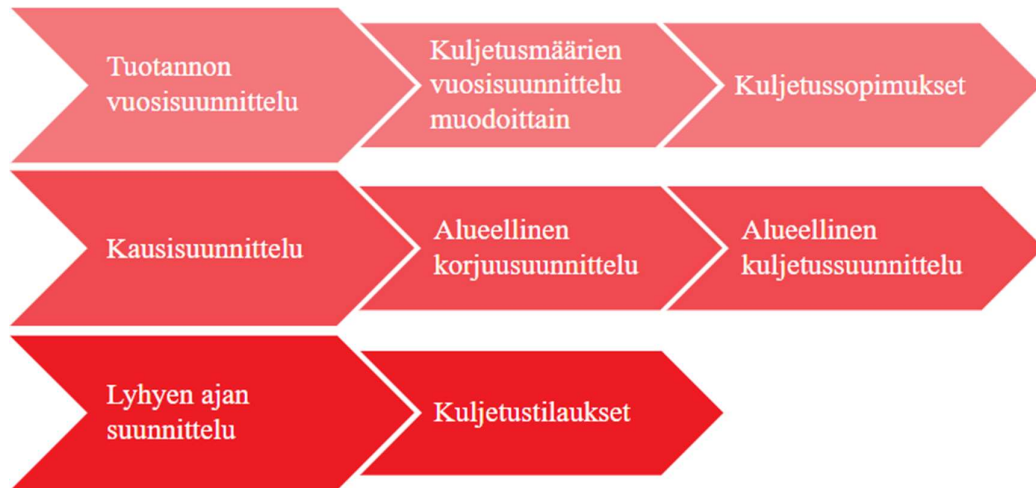 Tuotannon
vuosisuunnittelu
Kuljetusmäärien
vuosisuunnittelu
muodoittain
Kuljetussopimukset
Kausisuunnittelu
Alueellinen
korjuusuunnittelu
Alueellinen
kuljetussuunnittelu
Lyhyen ajan
suunnittelu
Kuljetustilaukset